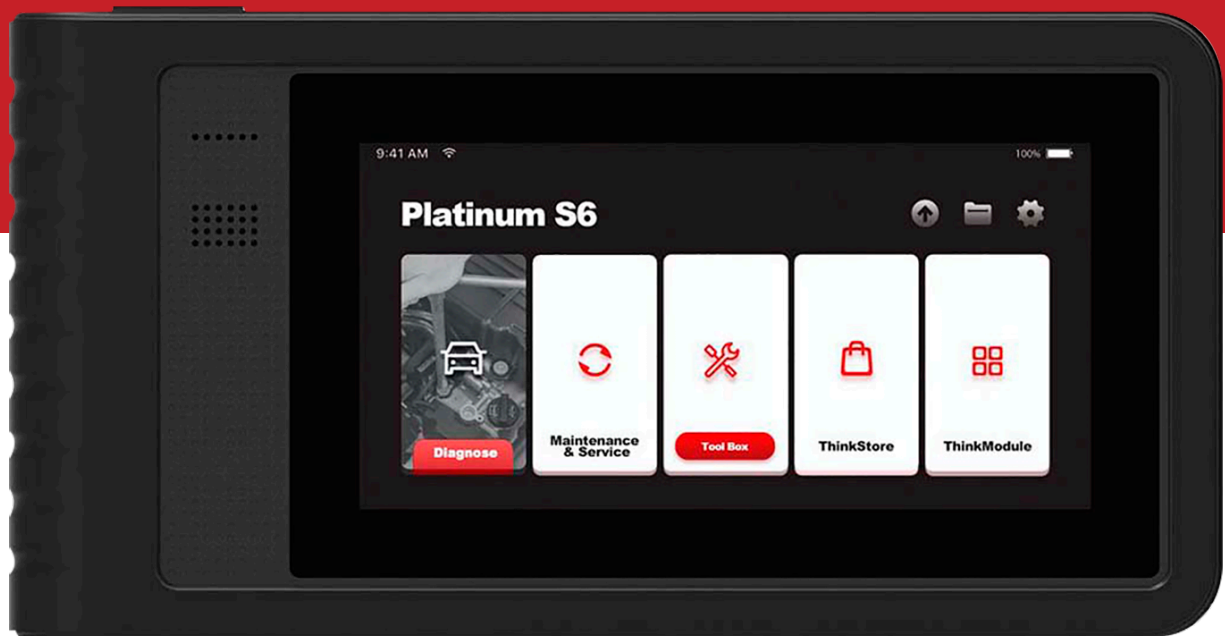 9:41 AM
100%
Platinum S6
Diagnose
Maintenance
& Service
Tool Box
ThinkStore
ThinkModule